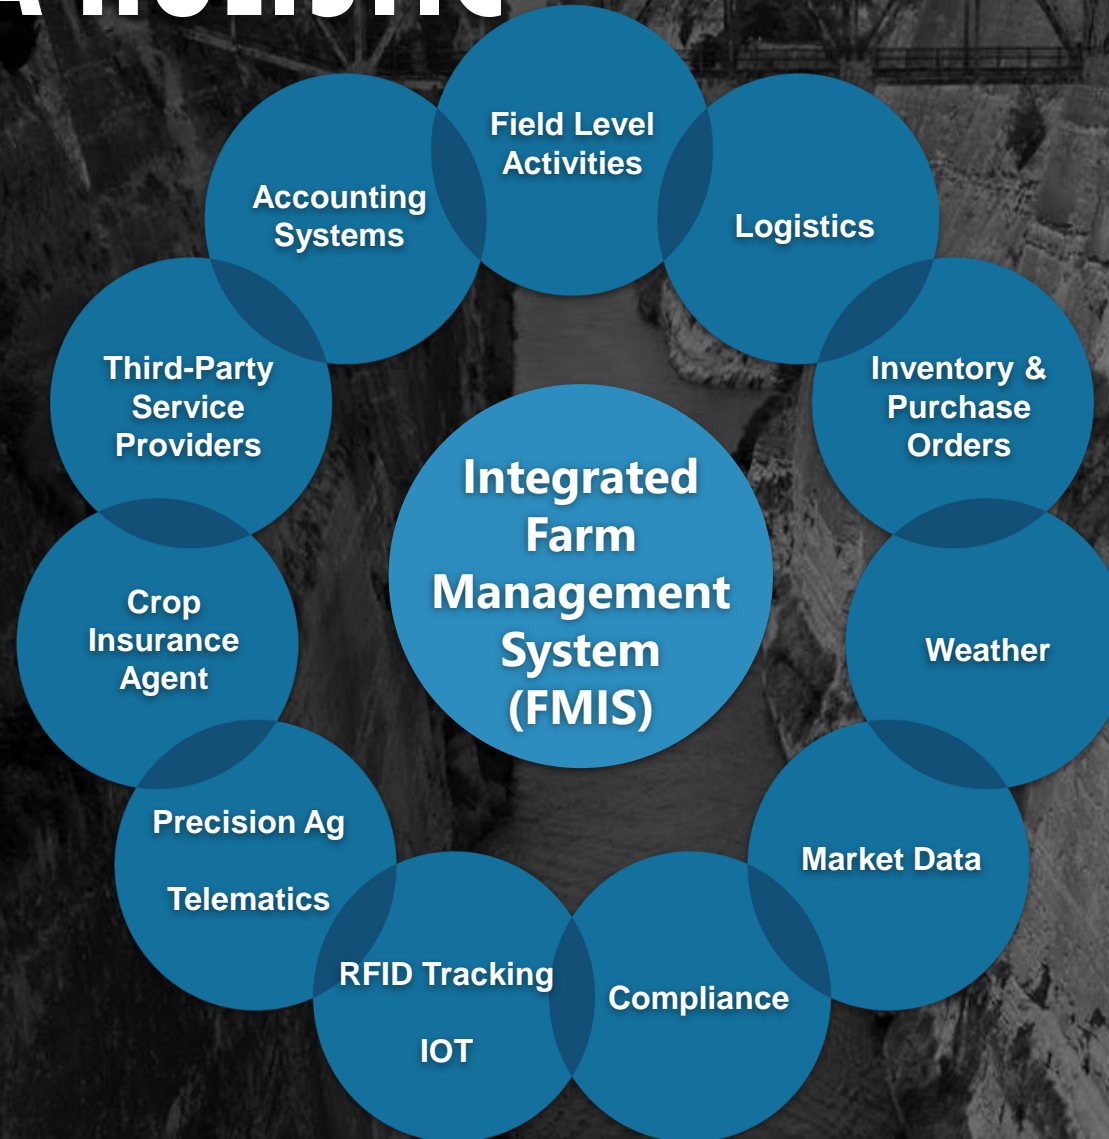 A HOLISTIC
Field Level
Activities
Logistics
Inventory &
Purchase
Orders
Weather
Market Data
Compliance
RFID Tracking
IOT
Precision Ag
Telematics
Crop
Insurance
Agent
Third-Party
Service
Providers
Accounting
Systems
Integrated
Farm
Management
System
(FMIS)